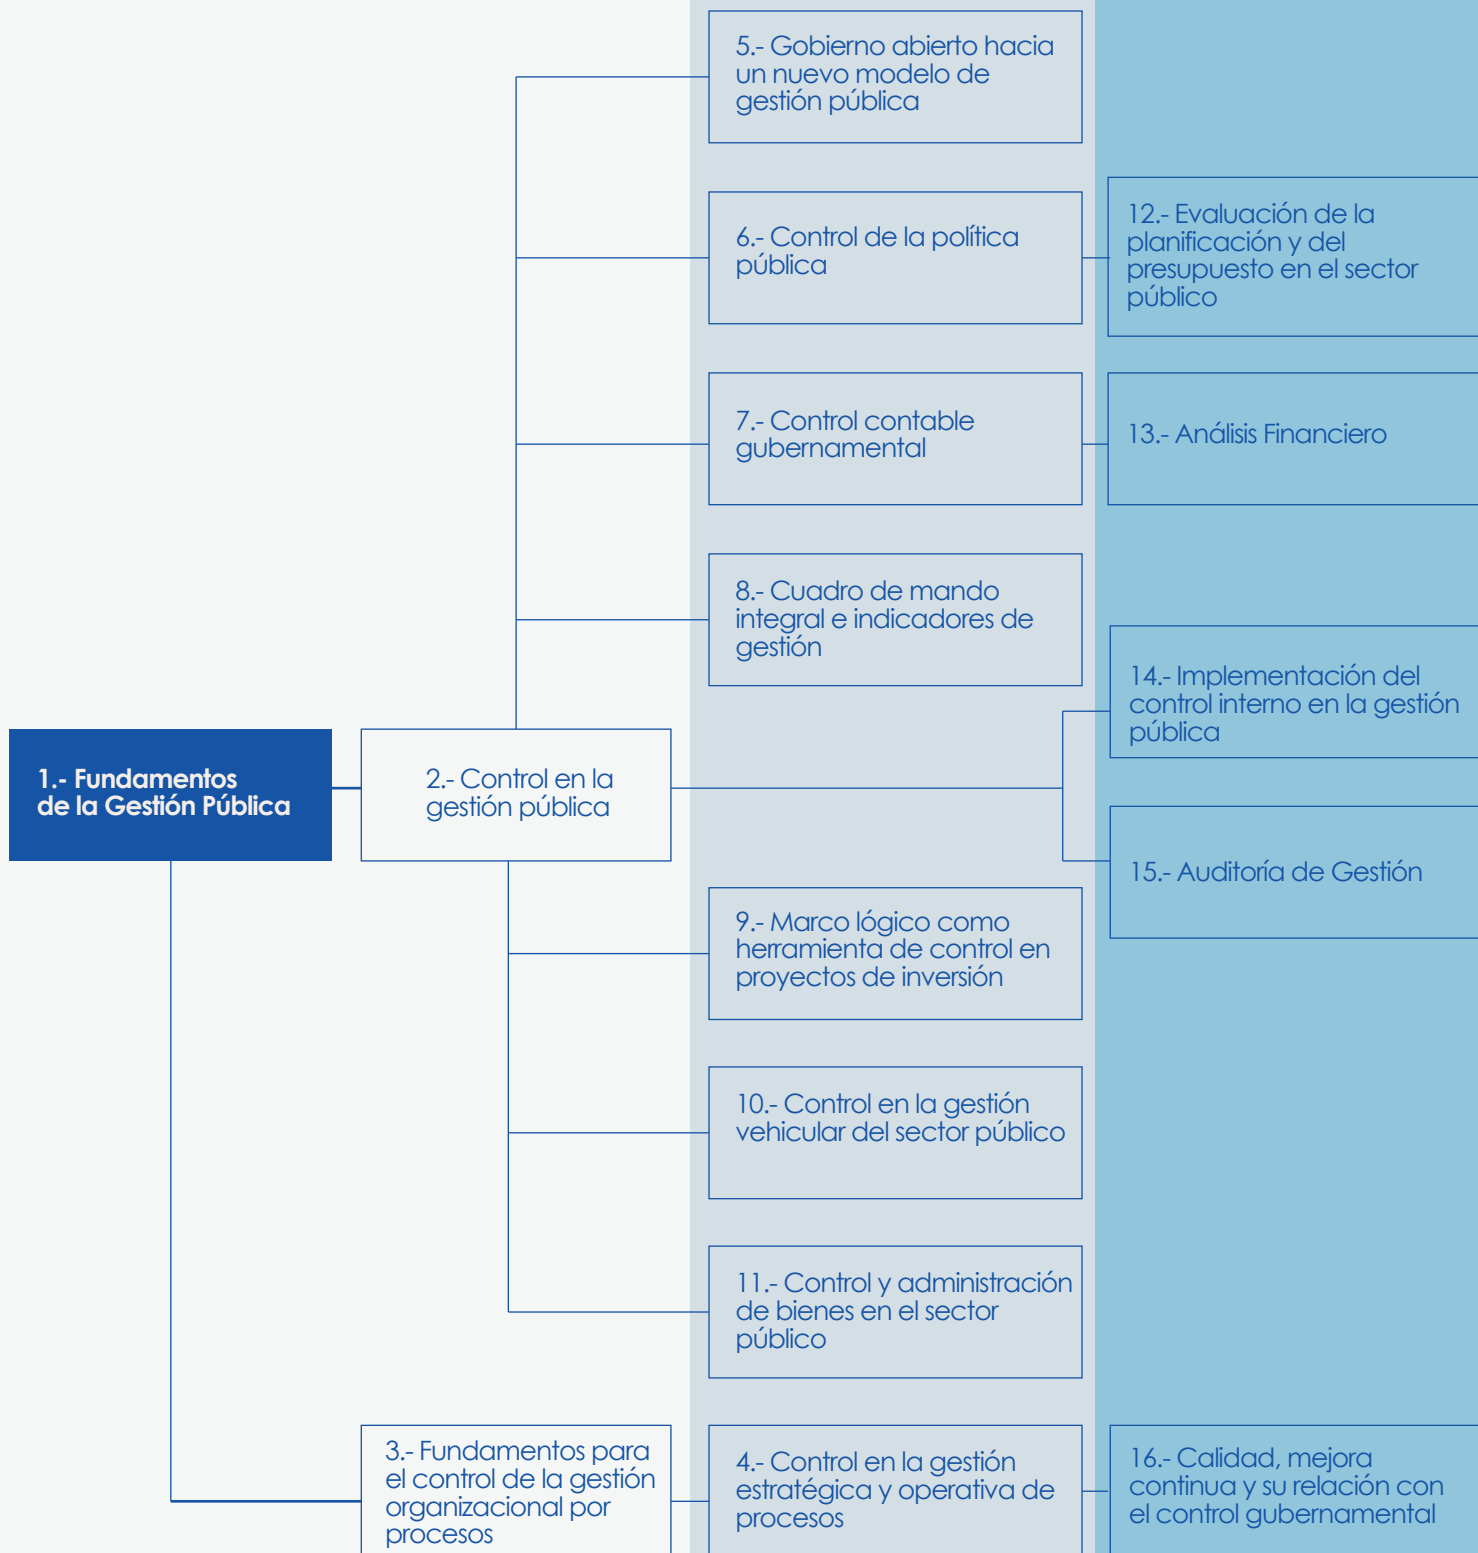 1.- Fundamentos
de la Gestión Pública
2.- Control en la
gestión pública
3.- Fundamentos para
el control de la gestión
organizacional por
procesos
5.- Gobierno abierto hacia
un nuevo modelo de
gestión pública
6.- Control de la política
pública
7.- Control contable
gubernamental
8.- Cuadro de mando
integral e indicadores de
gestión
9.- Marco lógico como
herramienta de control en
proyectos de inversión
10.- Control en la gestión
vehicular del sector público
11.- Control y administración
de bienes en el sector
público
4.- Control en la gestión
estratégica y operativa de
procesos
12.- Evaluación de la
planificación y del
presupuesto en el sector
público
13.- Análisis Financiero
14.- Implementación del
control interno en la gestión
pública
15.- Auditoría de Gestión
16.- Calidad, mejora
continua y su relación con
el control gubernamental